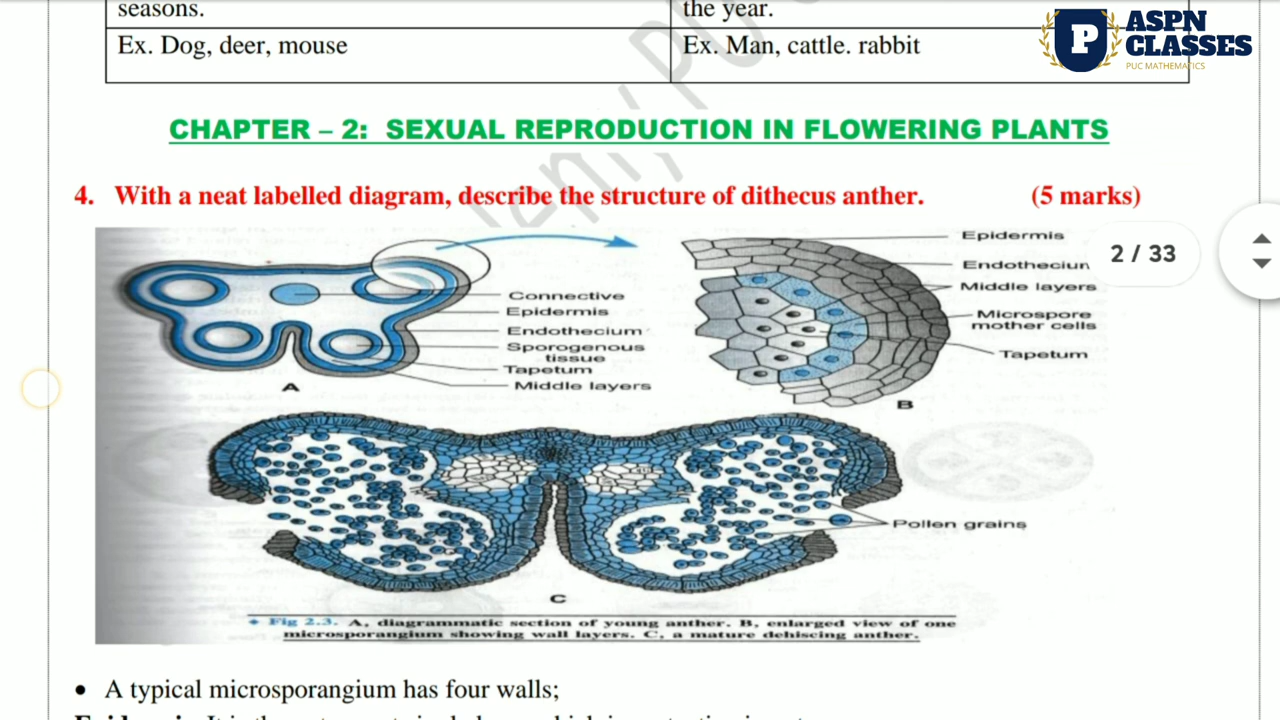 seasons.
the year.
Ex. Dog, deer, mouse
Ex. Man, cattle. rabbit
ASPN
CLASSES
PUC MATHEMATICS
P
CHAPTER – 2: SEXUAL REPRODUCTION IN FLOWERING PLANTS
4. With a neat labelled diagram, describe the structure of dithecus anther. (5 marks)
2 / 33
Connective
Epidermis
Endothecium
Sporogenous
tissue
Tapetum
Middle layers
A
Epidermis
Endothecium
Middle layers
Microspore
mother cells
Tapetum
B
Pollen grains
C
Fig 2.3. A, diagrammatic section of young anther. B, enlarged view of one
microsporangium showing wall layers. C, a mature dehiscing anther.
• A typical microsporangium has four walls;